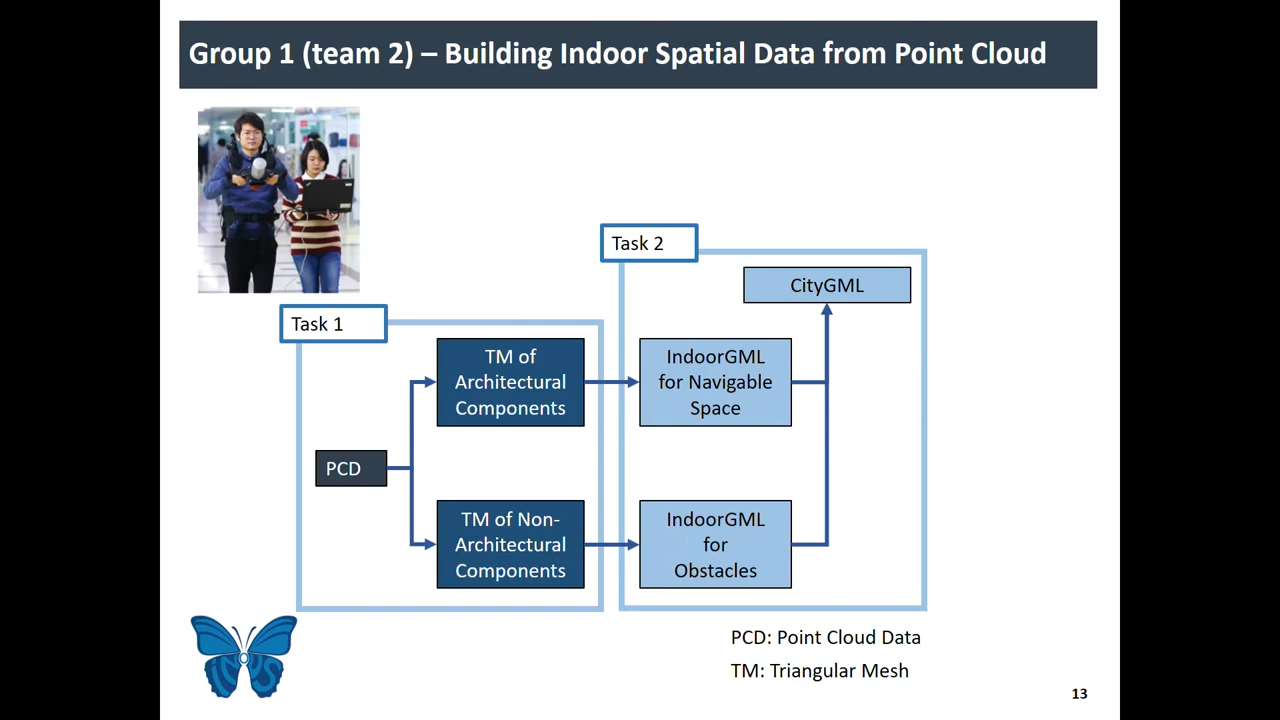 Group 1 (team 2) – Building Indoor Spatial Data from Point Cloud
Task 2
CityGML
Task 1
TM of
Architectural
Components
IndoorGML
for Navigable
Space
PCD
TM of Non-
Architectural
Components
IndoorGML
for
Obstacles
PCD: Point Cloud Data
TM: Triangular Mesh
13